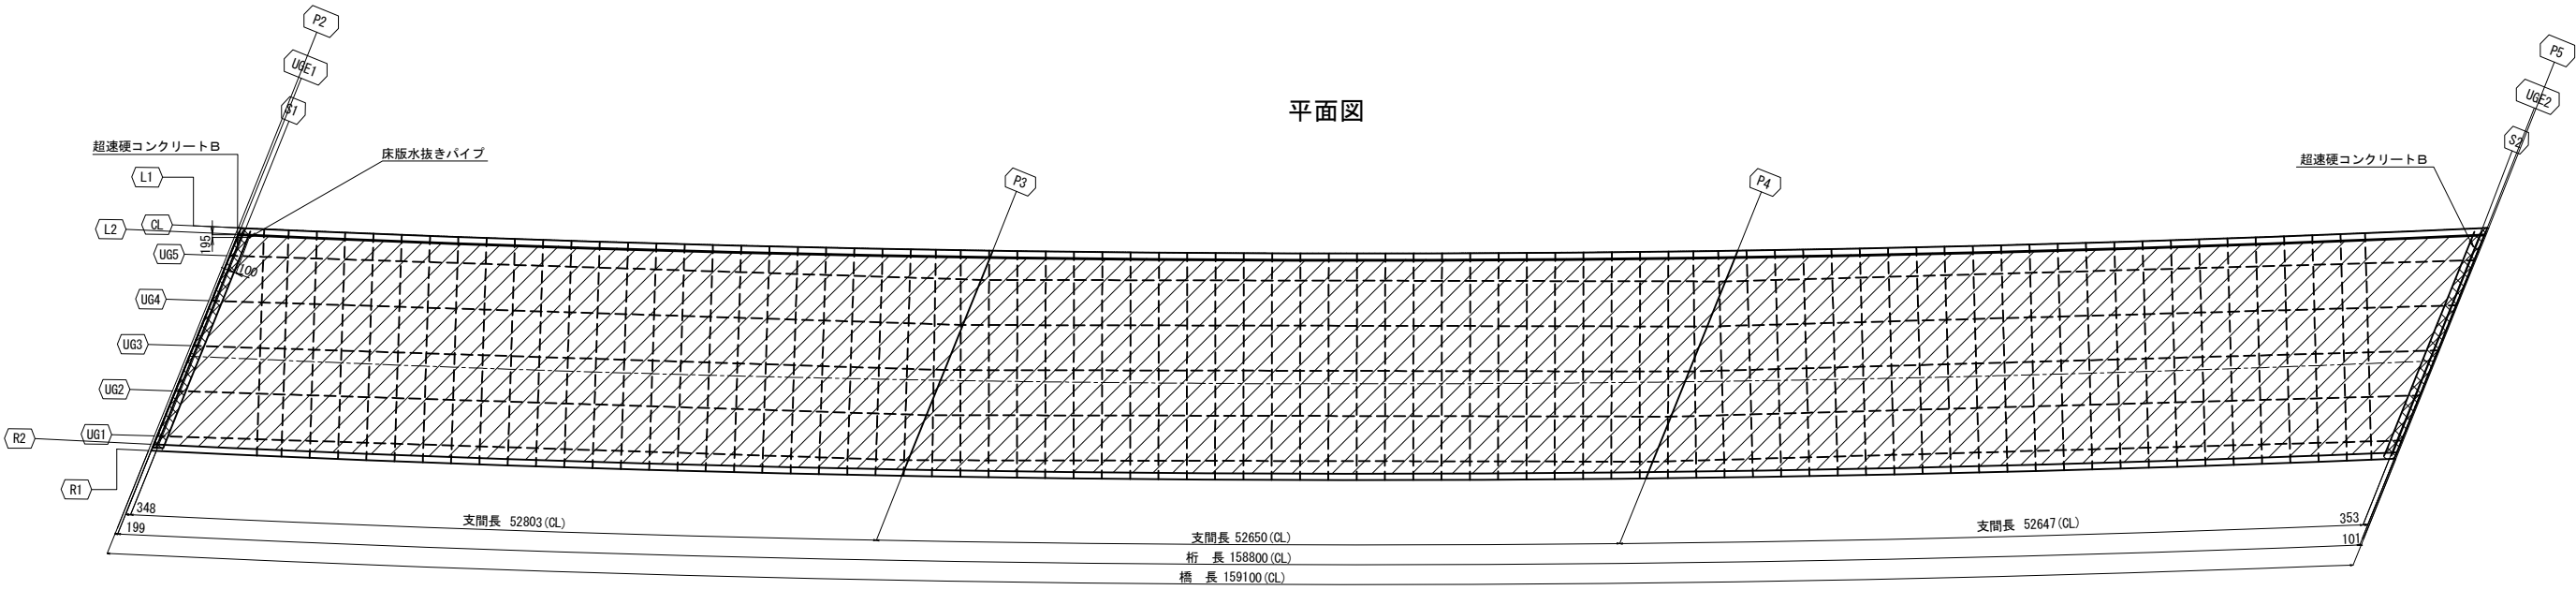 P2
UGE1
S1
平面図
P5
UGE2
S2
超速硬コンクリートB
床版水抜きパイプ
超速硬コンクリートB
L1
P3
P4
CL
L2
195
UG5
100
UG4
UG3
UG2
UG1
R2
R1
348
支間長 52803(CL)
支間長 52650(CL)
支間長 52647(CL)
353
199
桁 長 158800(CL)
101
橋 長 159100(CL)